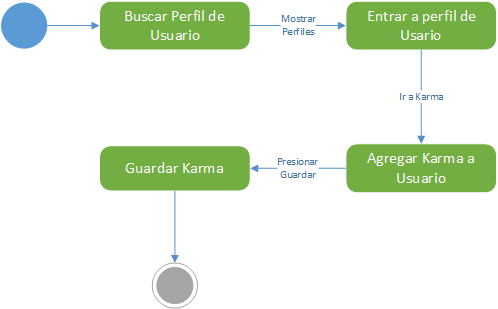 Buscar Perfil de
Usuario
Mostrar
Perfiles
Entrar a perfil de
Usario
Ir a Karma
Agregar Karma a
Usuario
Presionar
Guardar
Guardar Karma